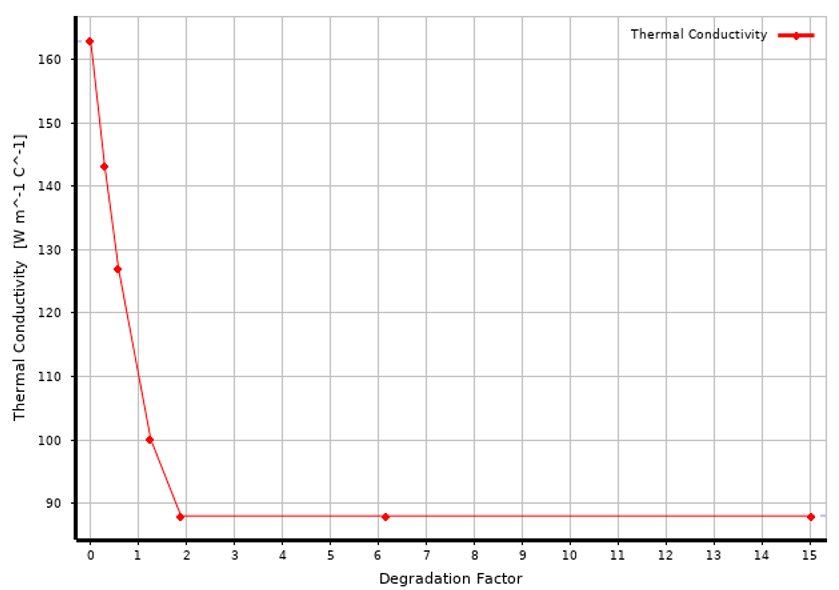 Thermal Conductivity
160
150
140
130
120
110
100
90
Thermal Conductivity [W m^-1 C^-1]
0 1 2 3 4 5 6 7 8 9 10 11 12 13 14 15
Degradation Factor